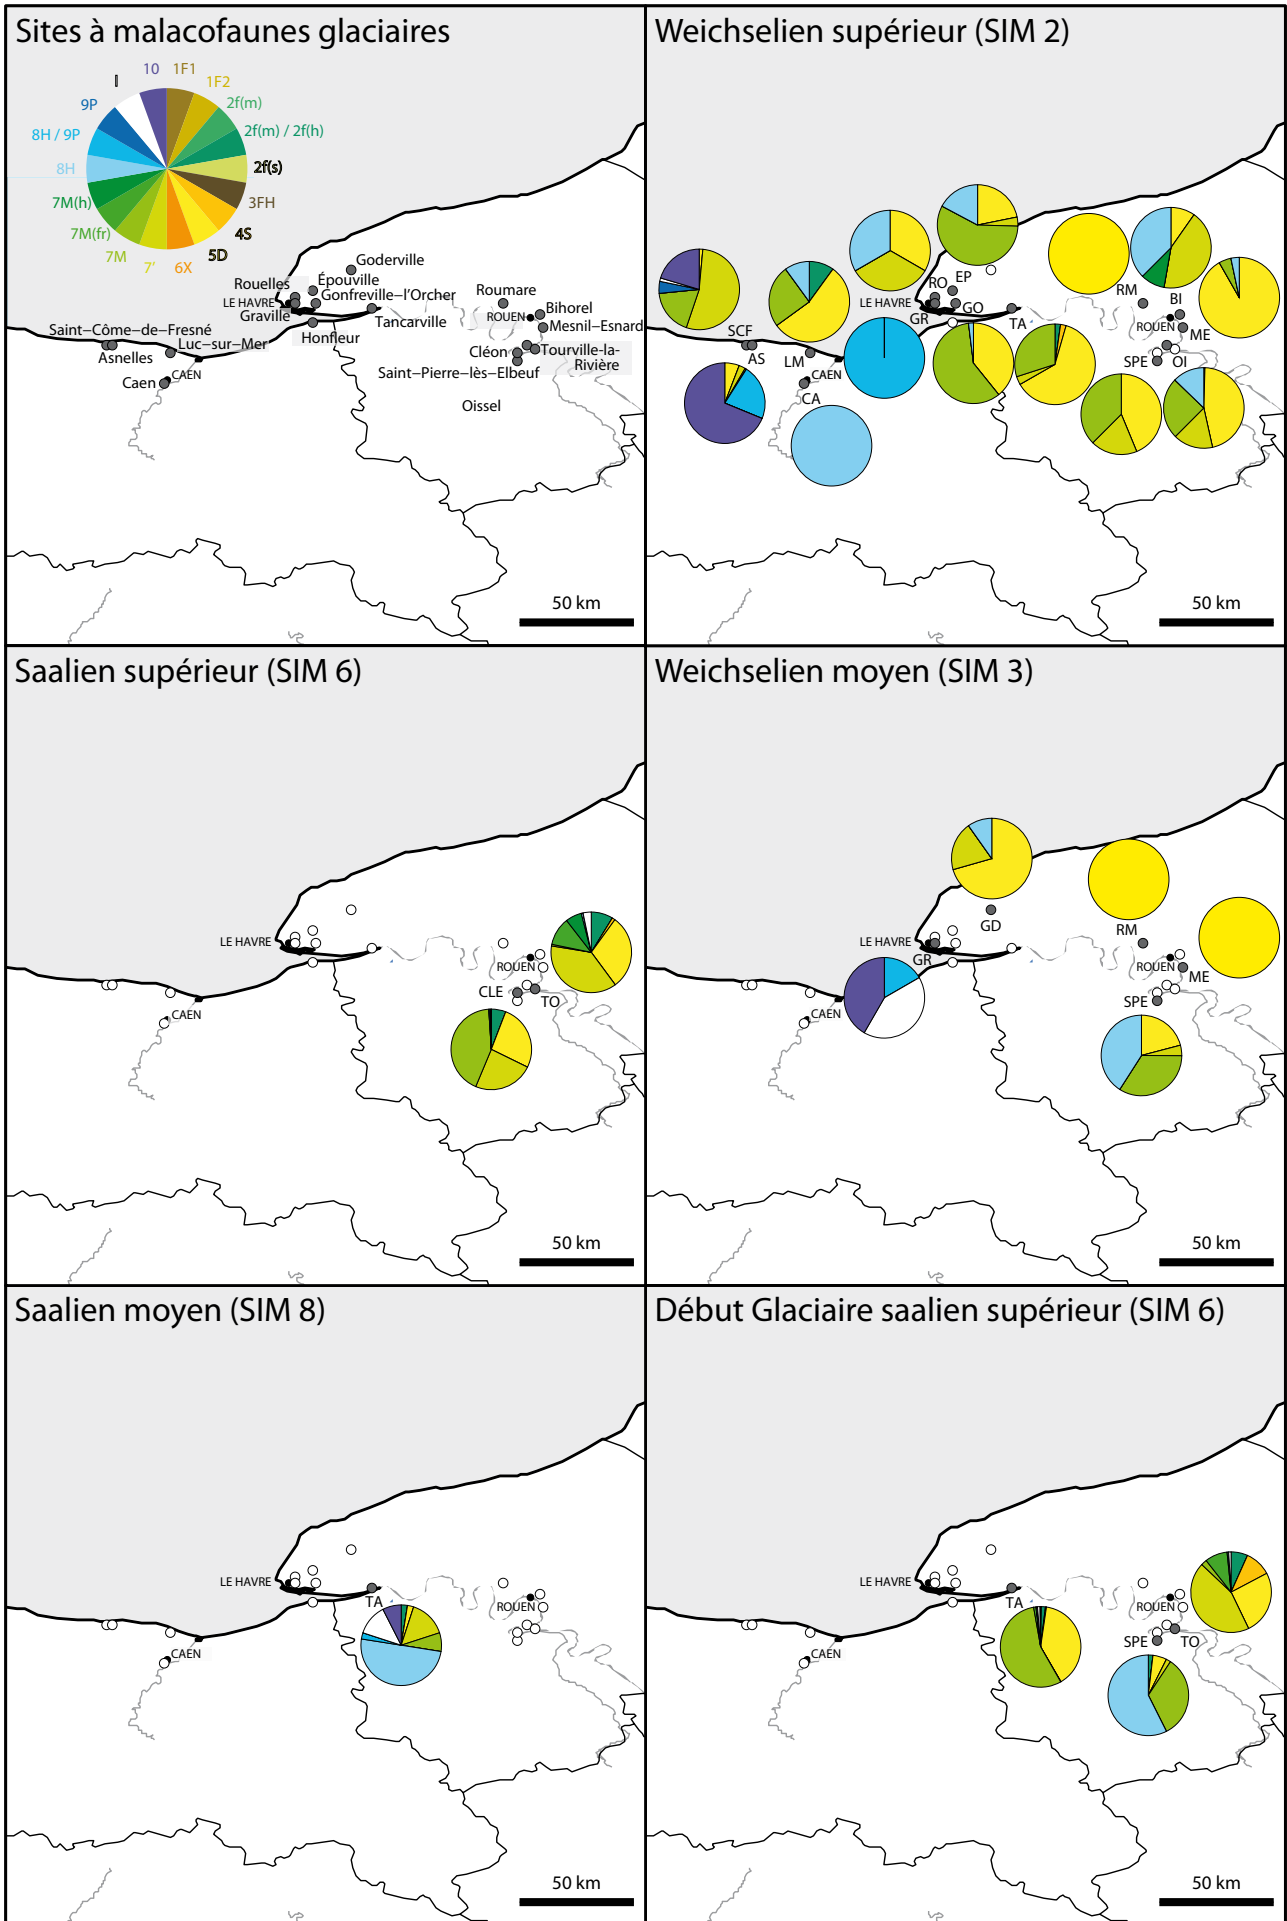 Sites à malacofaunes glaciaires
I
10
1F1
1F2
9P
2f(m)
8H / 9P
2f(m) / 2f(h)
8H
2f(s)
7M(h)
3FH
7M(fr)
4S
7M
5D
7'
6X
Goderville
Rouelles
Épouville
Gonfreville–l'Orcher
LE HAVRE
Graville
Tancarville
Honfleur
Roumare
Bihorel
ROUEN
Mesnil–Esnard
Saint–Côme–de–Fresné
Luc–sur–Mer
Asnelles
Cléon
Tourville-la-
Rivière
Saint–Pierre–lès–Elbeuf
Caen
CAEN
Oissel
50 km
Weichselien supérieur (SIM 2)
RO
EP
LE HAVRE
GO
GR
TA
RM
BI
ROUEN
ME
SCF
AS
LM
SPE
OI
CAEN
CA
50 km
Saalien supérieur (SIM 6)
LE HAVRE
ROUEN
CLE
TO
CAEN
50 km
Weichselien moyen (SIM 3)
GD
LE HAVRE
RM
GR
ROUEN
ME
SPE
CAEN
50 km
Saalien moyen (SIM 8)
LE HAVRE
TA
ROUEN
CAEN
50 km
Début Glaciaire saalien supérieur (SIM 6)
LE HAVRE
TA
ROUEN
SPE
TO
CAEN
50 km